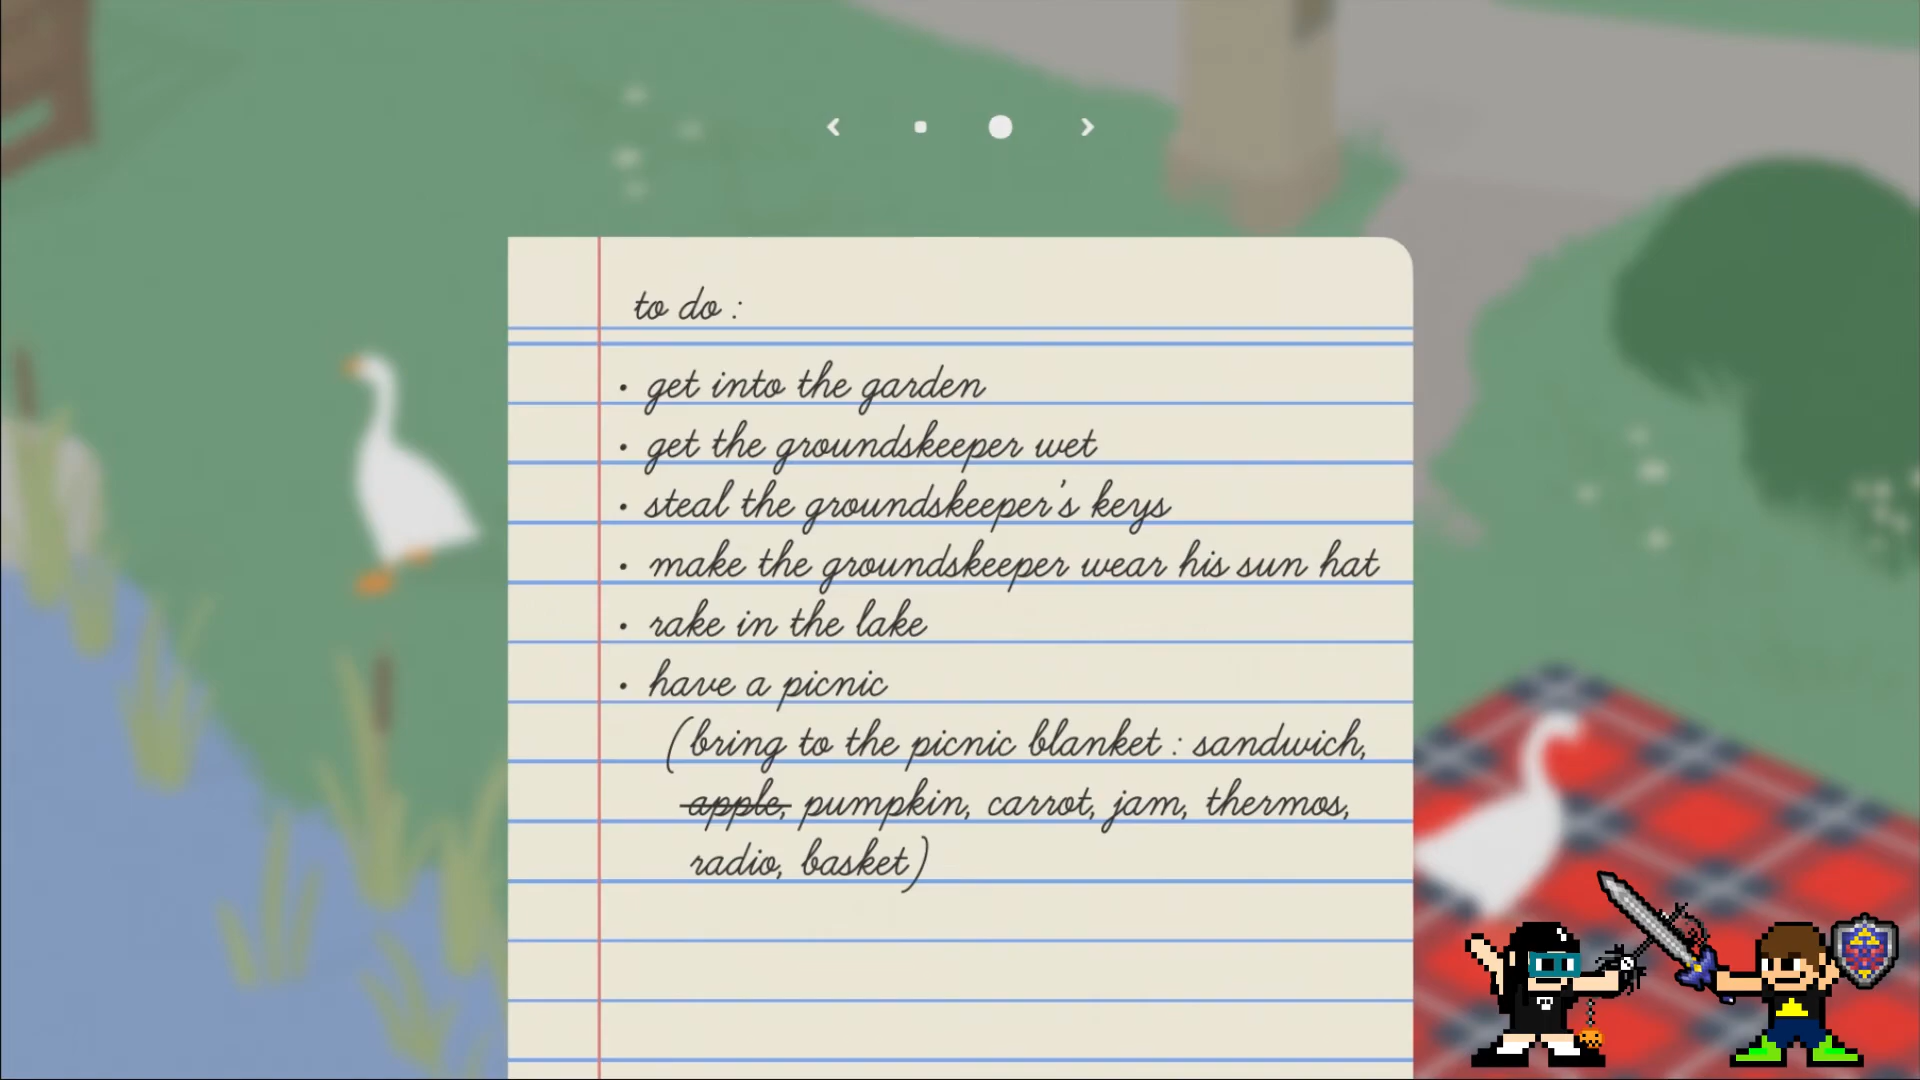 to do :
• get into the garden
• get the groundskeeper wet
• steal the groundskeeper's keys
• make the groundskeeper wear his sun hat
• rake in the lake
• have a picnic
(bring to the picnic blanket : sandwich,
apple, pumpkin, carrot, jam, thermos,
radio, basket)